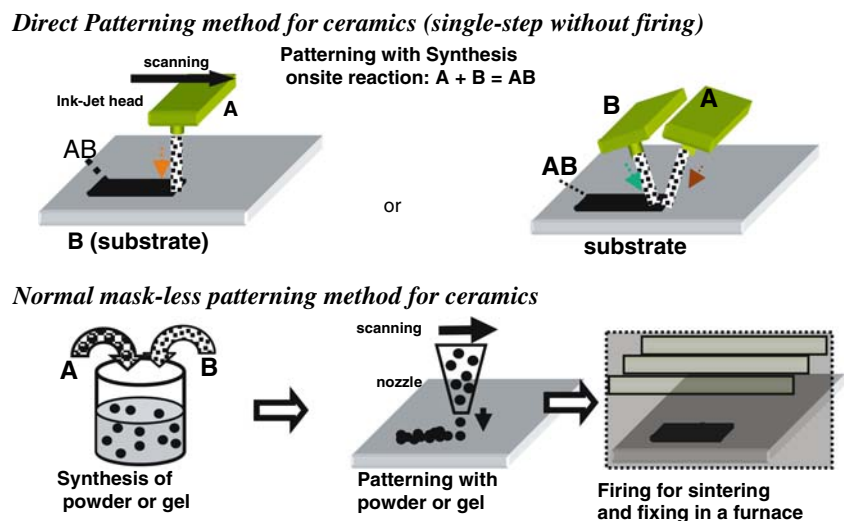 Direct Patterning method for ceramics (single-step without firing)
scanning
Patterning with Synthesis
onsite reaction: A + B = AB
Ink-Jet head
A
AB
B (substrate)
or
B
A
AB
substrate
Normal mask-less patterning method for ceramics
A
B
Synthesis of
powder or gel
scanning
nozzle
Patterning with
powder or gel
Firing for sintering
and fixing in a furnace